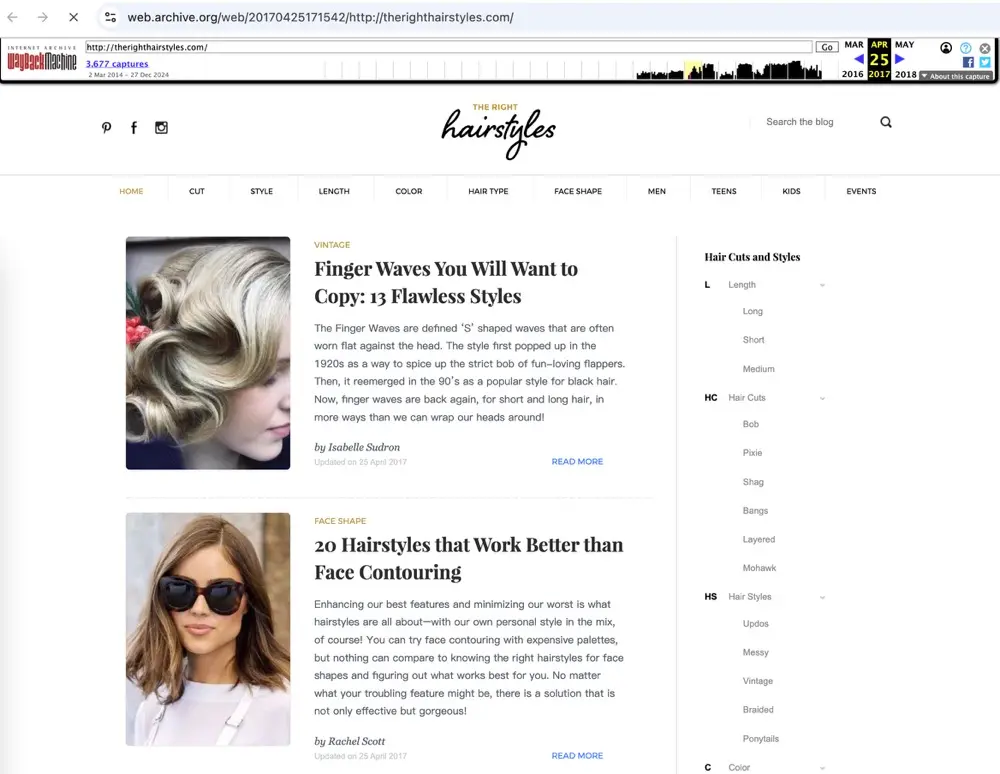 web.archive.org/web/20170425171542/http://therighthairstyles.com/
INTERNET ARCHIVE
WayBackMachine
http://therighthairstyles.com/
Go
3,677 captures
2 Mar 2014 – 27 Dec 2024
MAR APR MAY
25
2016 2017 2018
About this capture
THE RIGHT
hairstyles
Search the blog
HOME CUT STYLE LENGTH COLOR HAIR TYPE FACE SHAPE MEN TEENS KIDS EVENTS
VINTAGE
Finger Waves You Will Want to
Copy: 13 Flawless Styles
The Finger Waves are defined ‘S’ shaped waves that are often
worn flat against the head. The style first popped up in the
1920s as a way to spice up the strict bob of fun-loving flappers.
Then, it reemerged in the 90’s as a popular style for black hair.
Now, finger waves are back again, for short and long hair, in
more ways than we can wrap our heads around!
by Isabelle Sudron
Updated on 25 April 2017
READ MORE
FACE SHAPE
20 Hairstyles that Work Better than
Face Contouring
Enhancing our best features and minimizing our worst is what
hairstyles are all about—with our own personal style in the mix,
of course! You can try face contouring with expensive palettes,
but nothing can compare to knowing the right hairstyles for face
shapes and figuring out what works best for you. No matter
what your troubling feature might be, there is a solution that is
not only effective but gorgeous!
by Rachel Scott
Updated on 25 April 2017
READ MORE
Hair Cuts and Styles
L Length
Long
Short
Medium
HC Hair Cuts
Bob
Pixie
Shag
Bangs
Layered
Mohawk
HS Hair Styles
Updos
Messy
Vintage
Braided
Ponytails
C Color